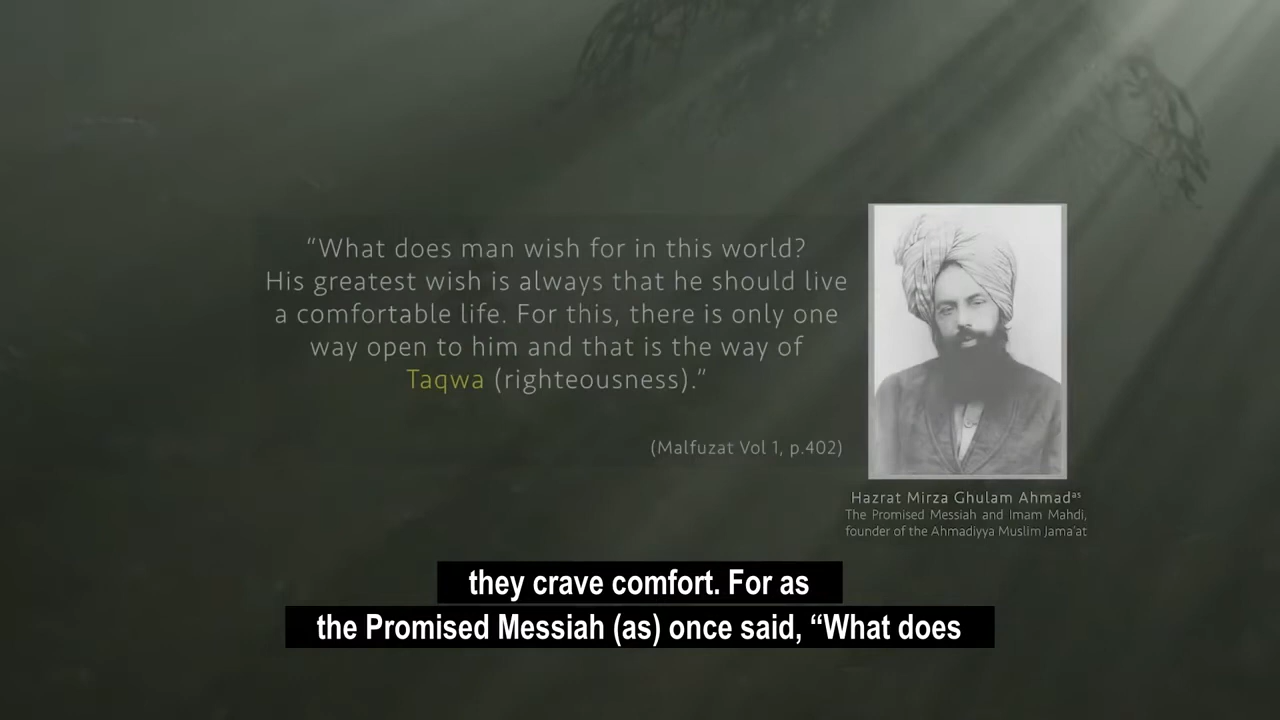 “What does man wish for in this world?
His greatest wish is always that he should live
a comfortable life. For this, there is only one
way open to him and that is the way of
Taqwa (righteousness).”
(Malfuzat Vol 1, p.402)
Hazrat Mirza Ghulam Ahmadas
The Promised Messiah and Imam Mahdi,
founder of the Ahmadiyya Muslim Jama'at
they crave comfort. For as
the Promised Messiah (as) once said, “What does